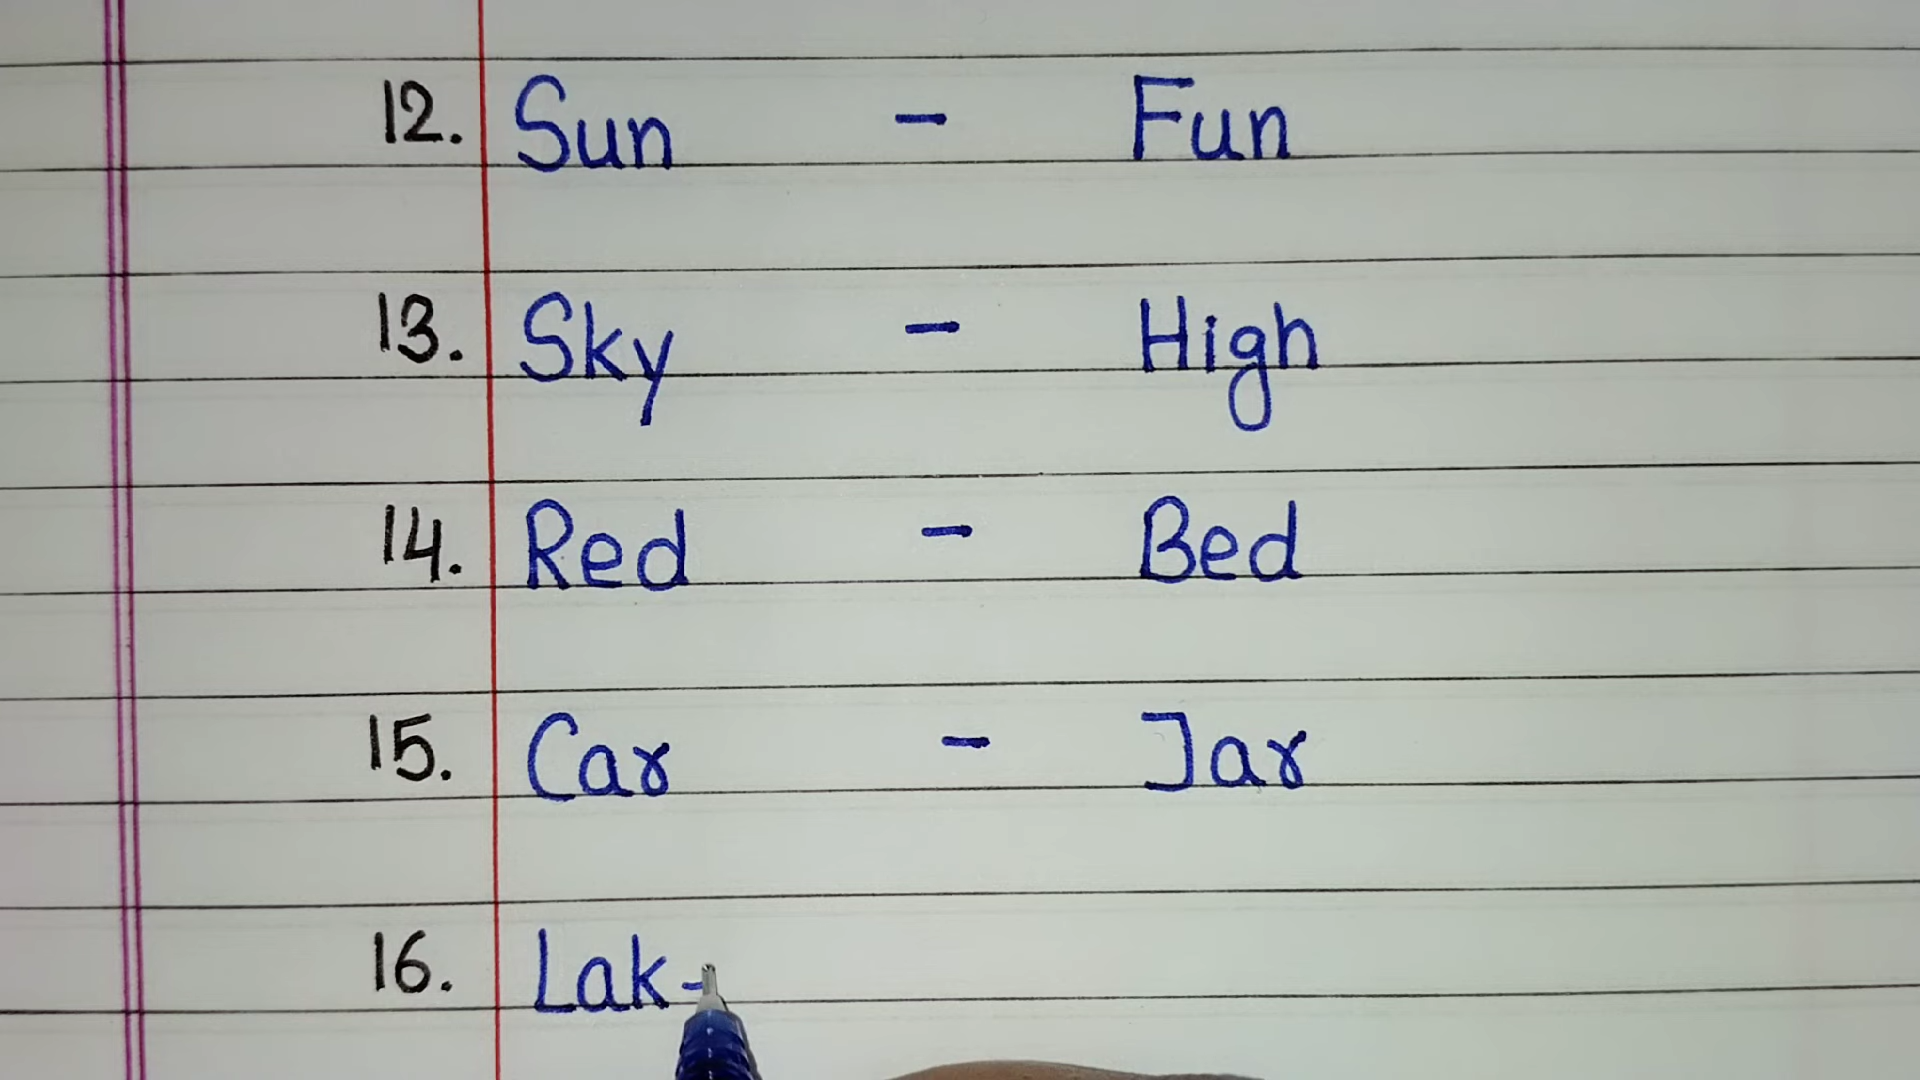 12. Sun - Fun
13. Sky - High
14. Red - Bed
15. Car - Jar
16. Lak